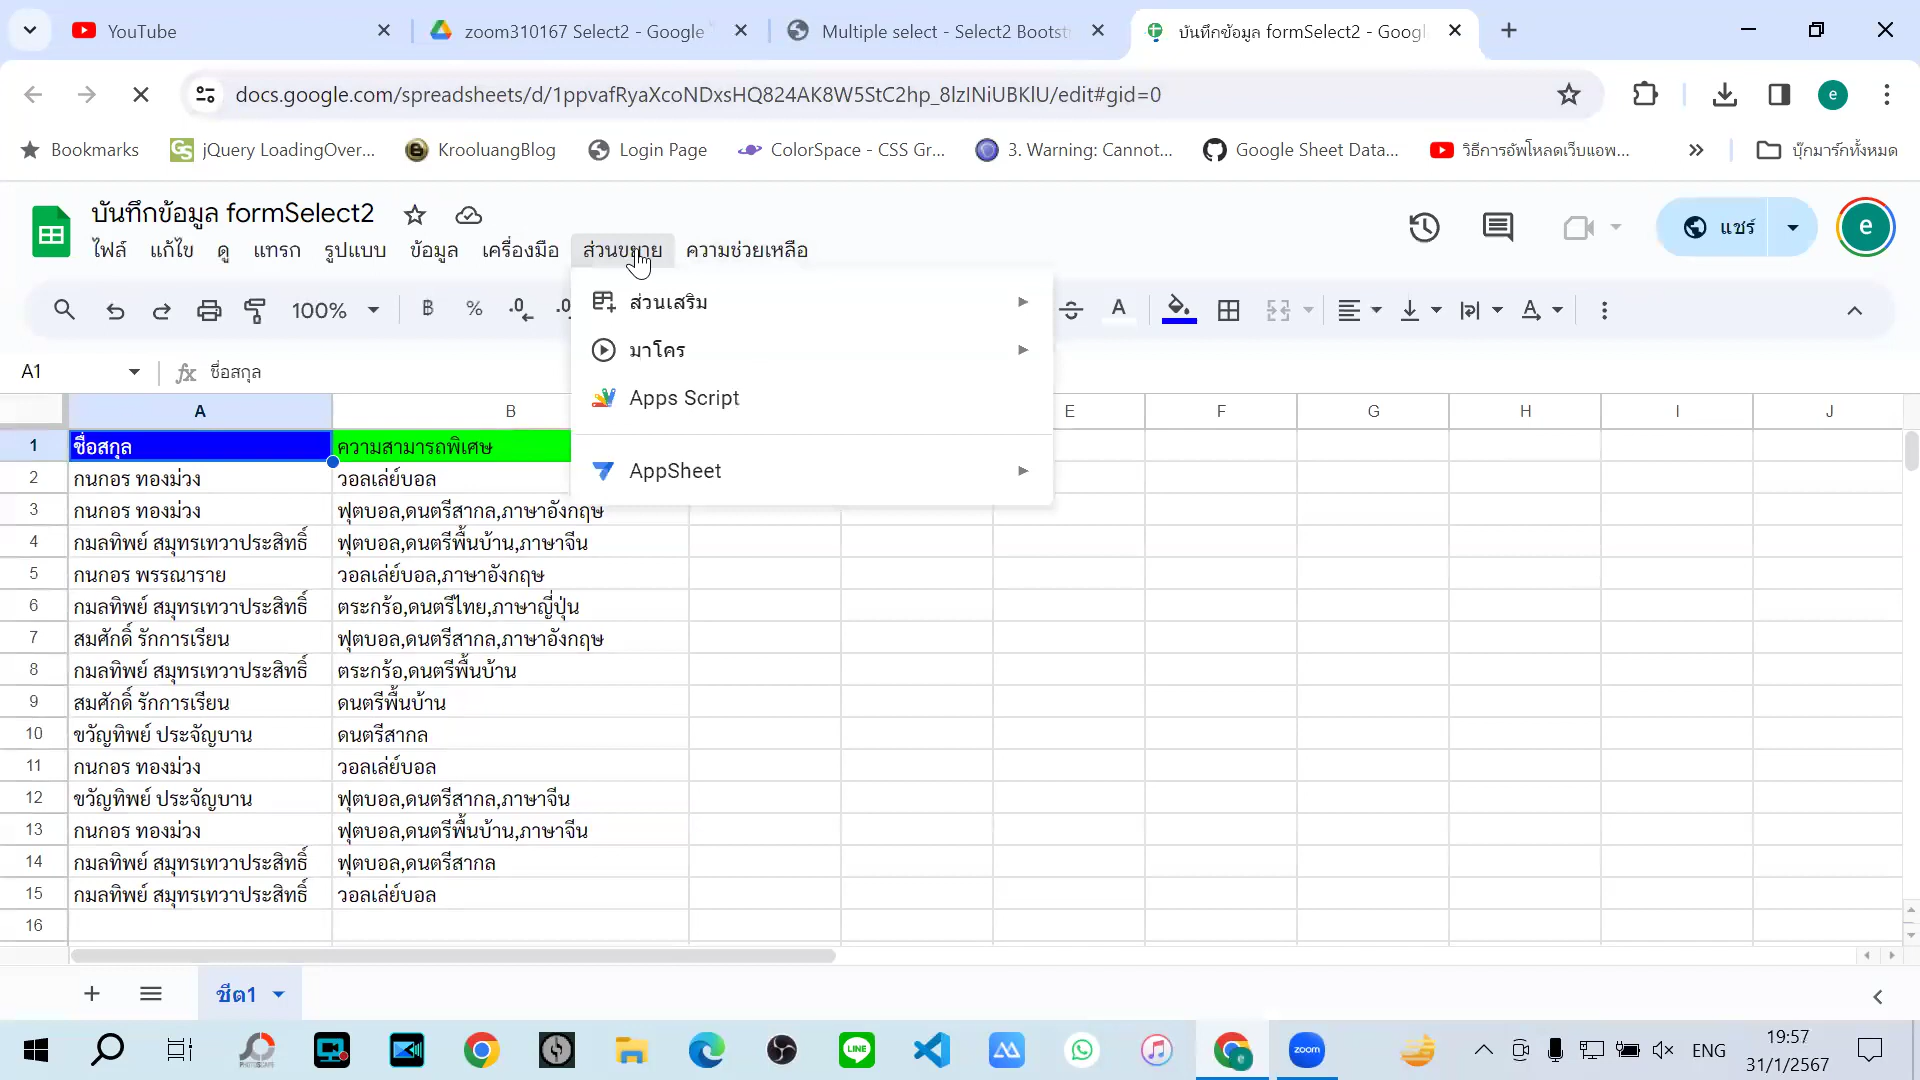 YouTube
zoom310167 Select2 - Google
Multiple select - Select2 Bootst
บันทึกข้อมูล formSelect2 - Googl
docs.google.com/spreadsheets/d/1ppvafRyaXcoNDxsHQ824AK8W5StC2hp_8lzINiUBKlU/edit#gid=0
e
Bookmarks
jQuery LoadingOver...
KrooluangBlog
Login Page
ColorSpace - CSS Gr...
3. Warning: Cannot...
Google Sheet Data...
วิธีการอัพโหลดเว็บแอพ...
บุ๊กมาร์กทั้งหมด
บันทึกข้อมูล formSelect2
แชร์
e
ไฟล์ แก้ไข ดู แทรก รูปแบบ ข้อมูล เครื่องมือ ส่วนขยาย ความช่วยเหลือ
100% ฿ % .0 .0
ส่วนเสริม
มาโคร
Apps Script
AppSheet
A1 fx ชื่อสกุล
A B E F G H I J
1 ชื่อสกุล ความสามารถพิเศษ
2 กนกอร ทองม่วง วอลเล่ย์บอล
3 กนกอร ทองม่วง ฟุตบอล,ดนตรีสากล,ภาษาอังกฤษ
4 กมลทิพย์ สมุทรเทวาประสิทธิ์ ฟุตบอล,ดนตรีพื้นบ้าน,ภาษาจีน
5 กนกอร พรรณาราย วอลเล่ย์บอล,ภาษาอังกฤษ
6 กมลทิพย์ สมุทรเทวาประสิทธิ์ ตระกร้อ,ดนตรีไทย,ภาษาญี่ปุ่น
7 สมศักดิ์ รักการเรียน ฟุตบอล,ดนตรีสากล,ภาษาอังกฤษ
8 กมลทิพย์ สมุทรเทวาประสิทธิ์ ตระกร้อ,ดนตรีพื้นบ้าน
9 สมศักดิ์ รักการเรียน ดนตรีพื้นบ้าน
10 ขวัญทิพย์ ประจัญบาน ดนตรีสากล
11 กนกอร ทองม่วง วอลเล่ย์บอล
12 ขวัญทิพย์ ประจัญบาน ฟุตบอล,ดนตรีสากล,ภาษาจีน
13 กนกอร ทองม่วง ฟุตบอล,ดนตรีพื้นบ้าน,ภาษาจีน
14 กมลทิพย์ สมุทรเทวาประสิทธิ์ ฟุตบอล,ดนตรีสากล
15 กมลทิพย์ สมุทรเทวาประสิทธิ์ วอลเล่ย์บอล
16
ชีต1
LINE
zoom
ENG
19:57
31/1/2567